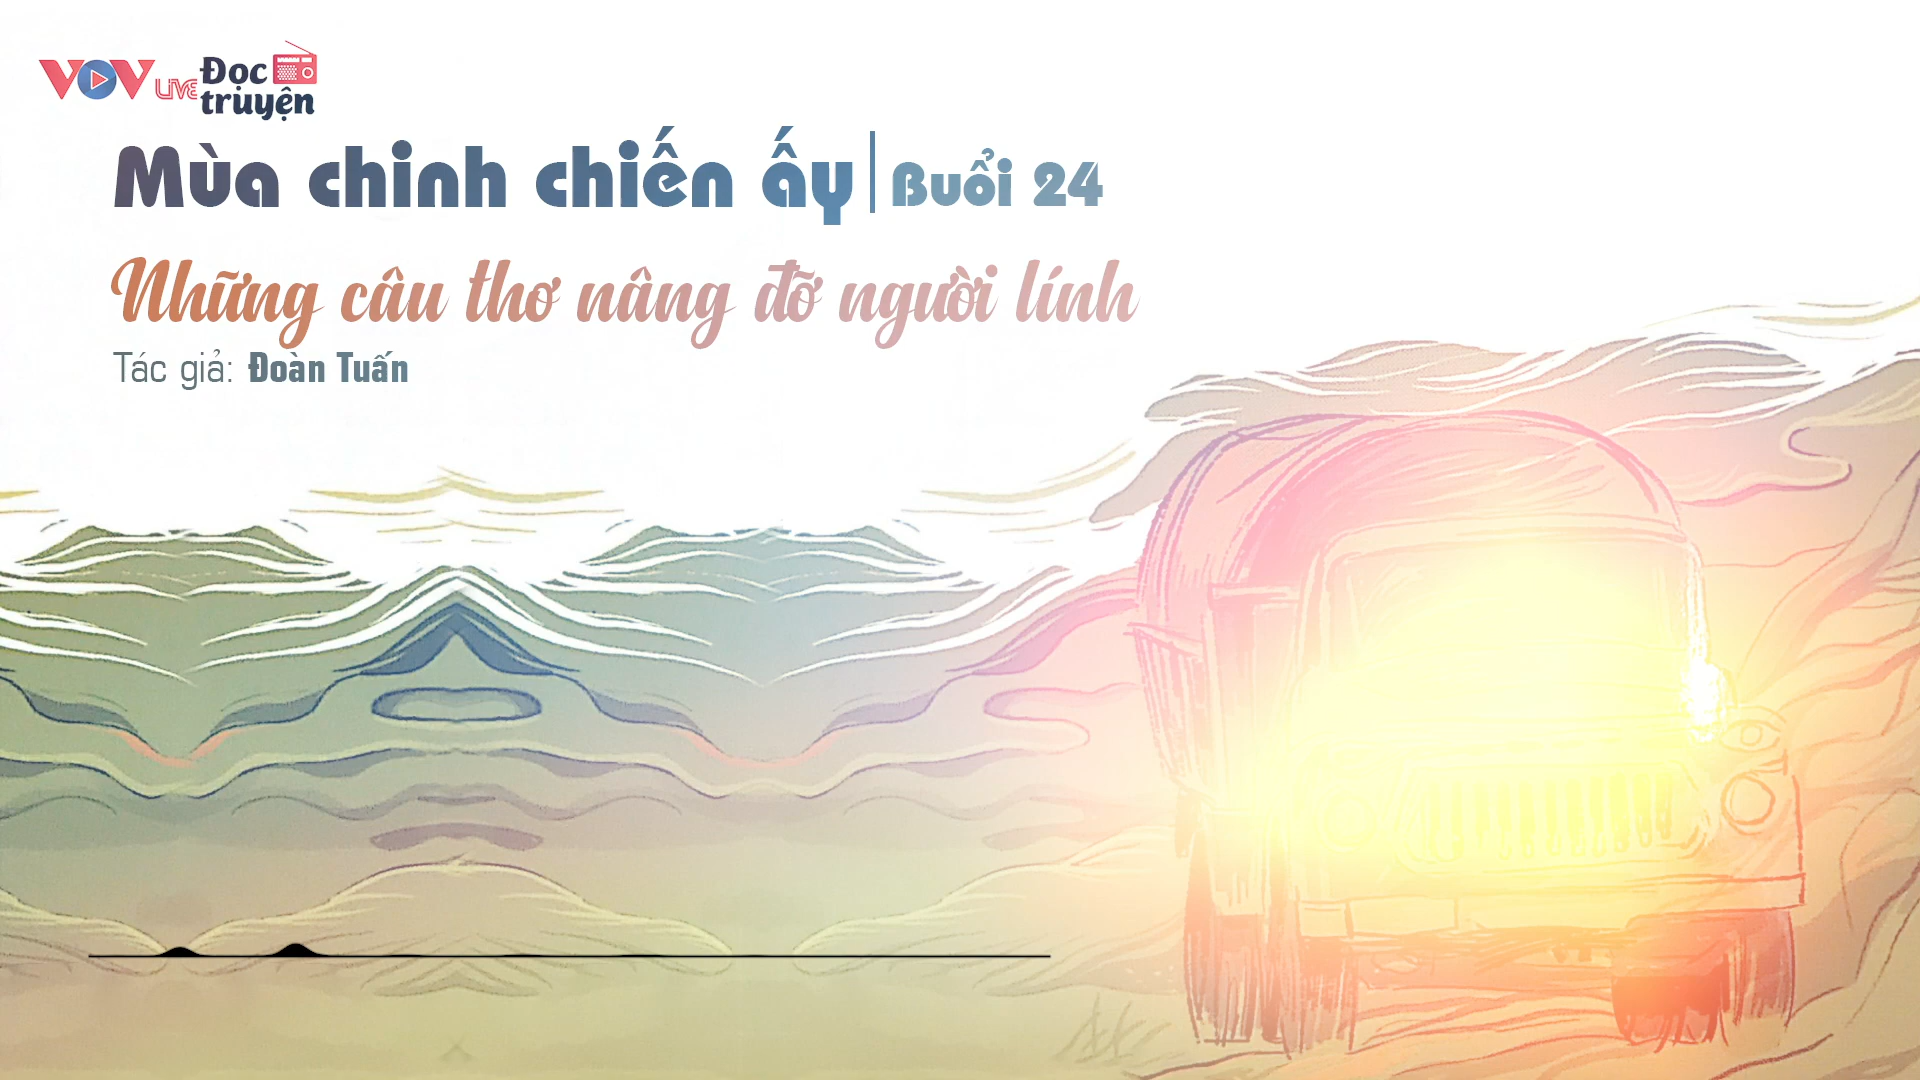 VOV LIVE Đọc
truyện
Mùa chinh chiến ấy | Buổi 24
Những câu thơ nâng đỡ người lính
Tác giả: Đoàn Tuấn